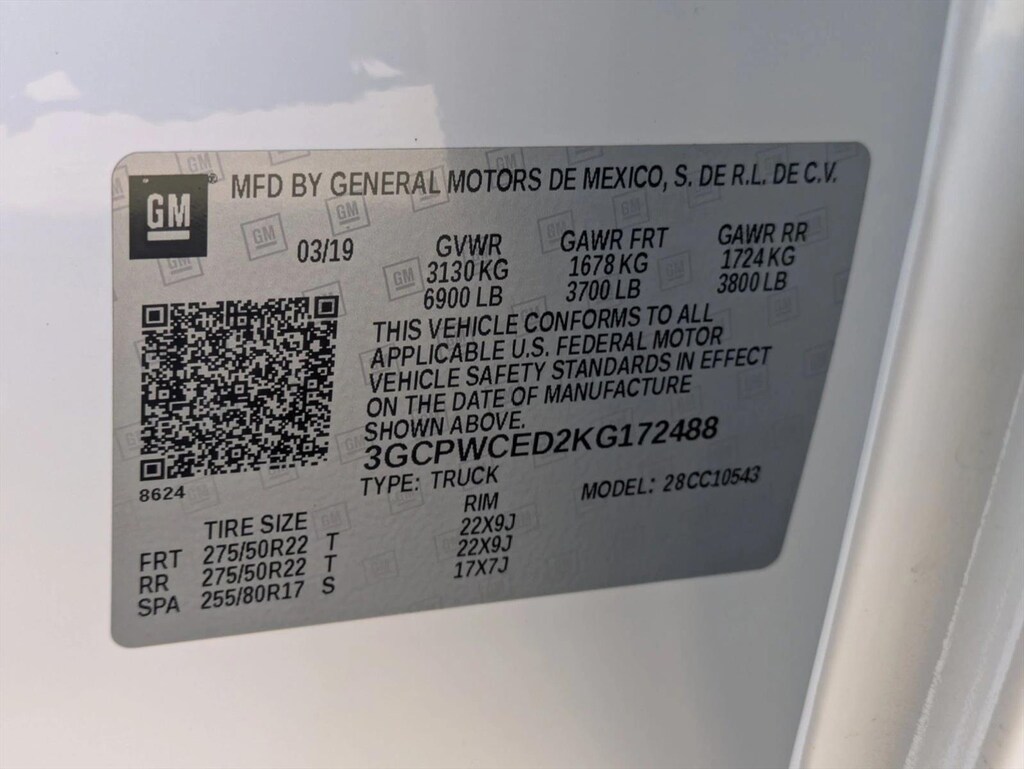 GM ® MFD BY GENERAL MOTORS DE MEXICO, S. DE R.L. DE C.V.
03/19 GVWR GAWR FRT GAWR RR
3130 KG 1678 KG 1724 KG
6900 LB 3700 LB 3800 LB
THIS VEHICLE CONFORMS TO ALL
APPLICABLE U.S. FEDERAL MOTOR
VEHICLE SAFETY STANDARDS IN EFFECT
ON THE DATE OF MANUFACTURE
SHOWN ABOVE.
3GCPWCED2KG172488
8624 TYPE: TRUCK MODEL: 28CC10543
TIRE SIZE RIM
FRT 275/50R22 T 22X9J
RR 275/50R22 T 22X9J
SPA 255/80R17 S 17X7J